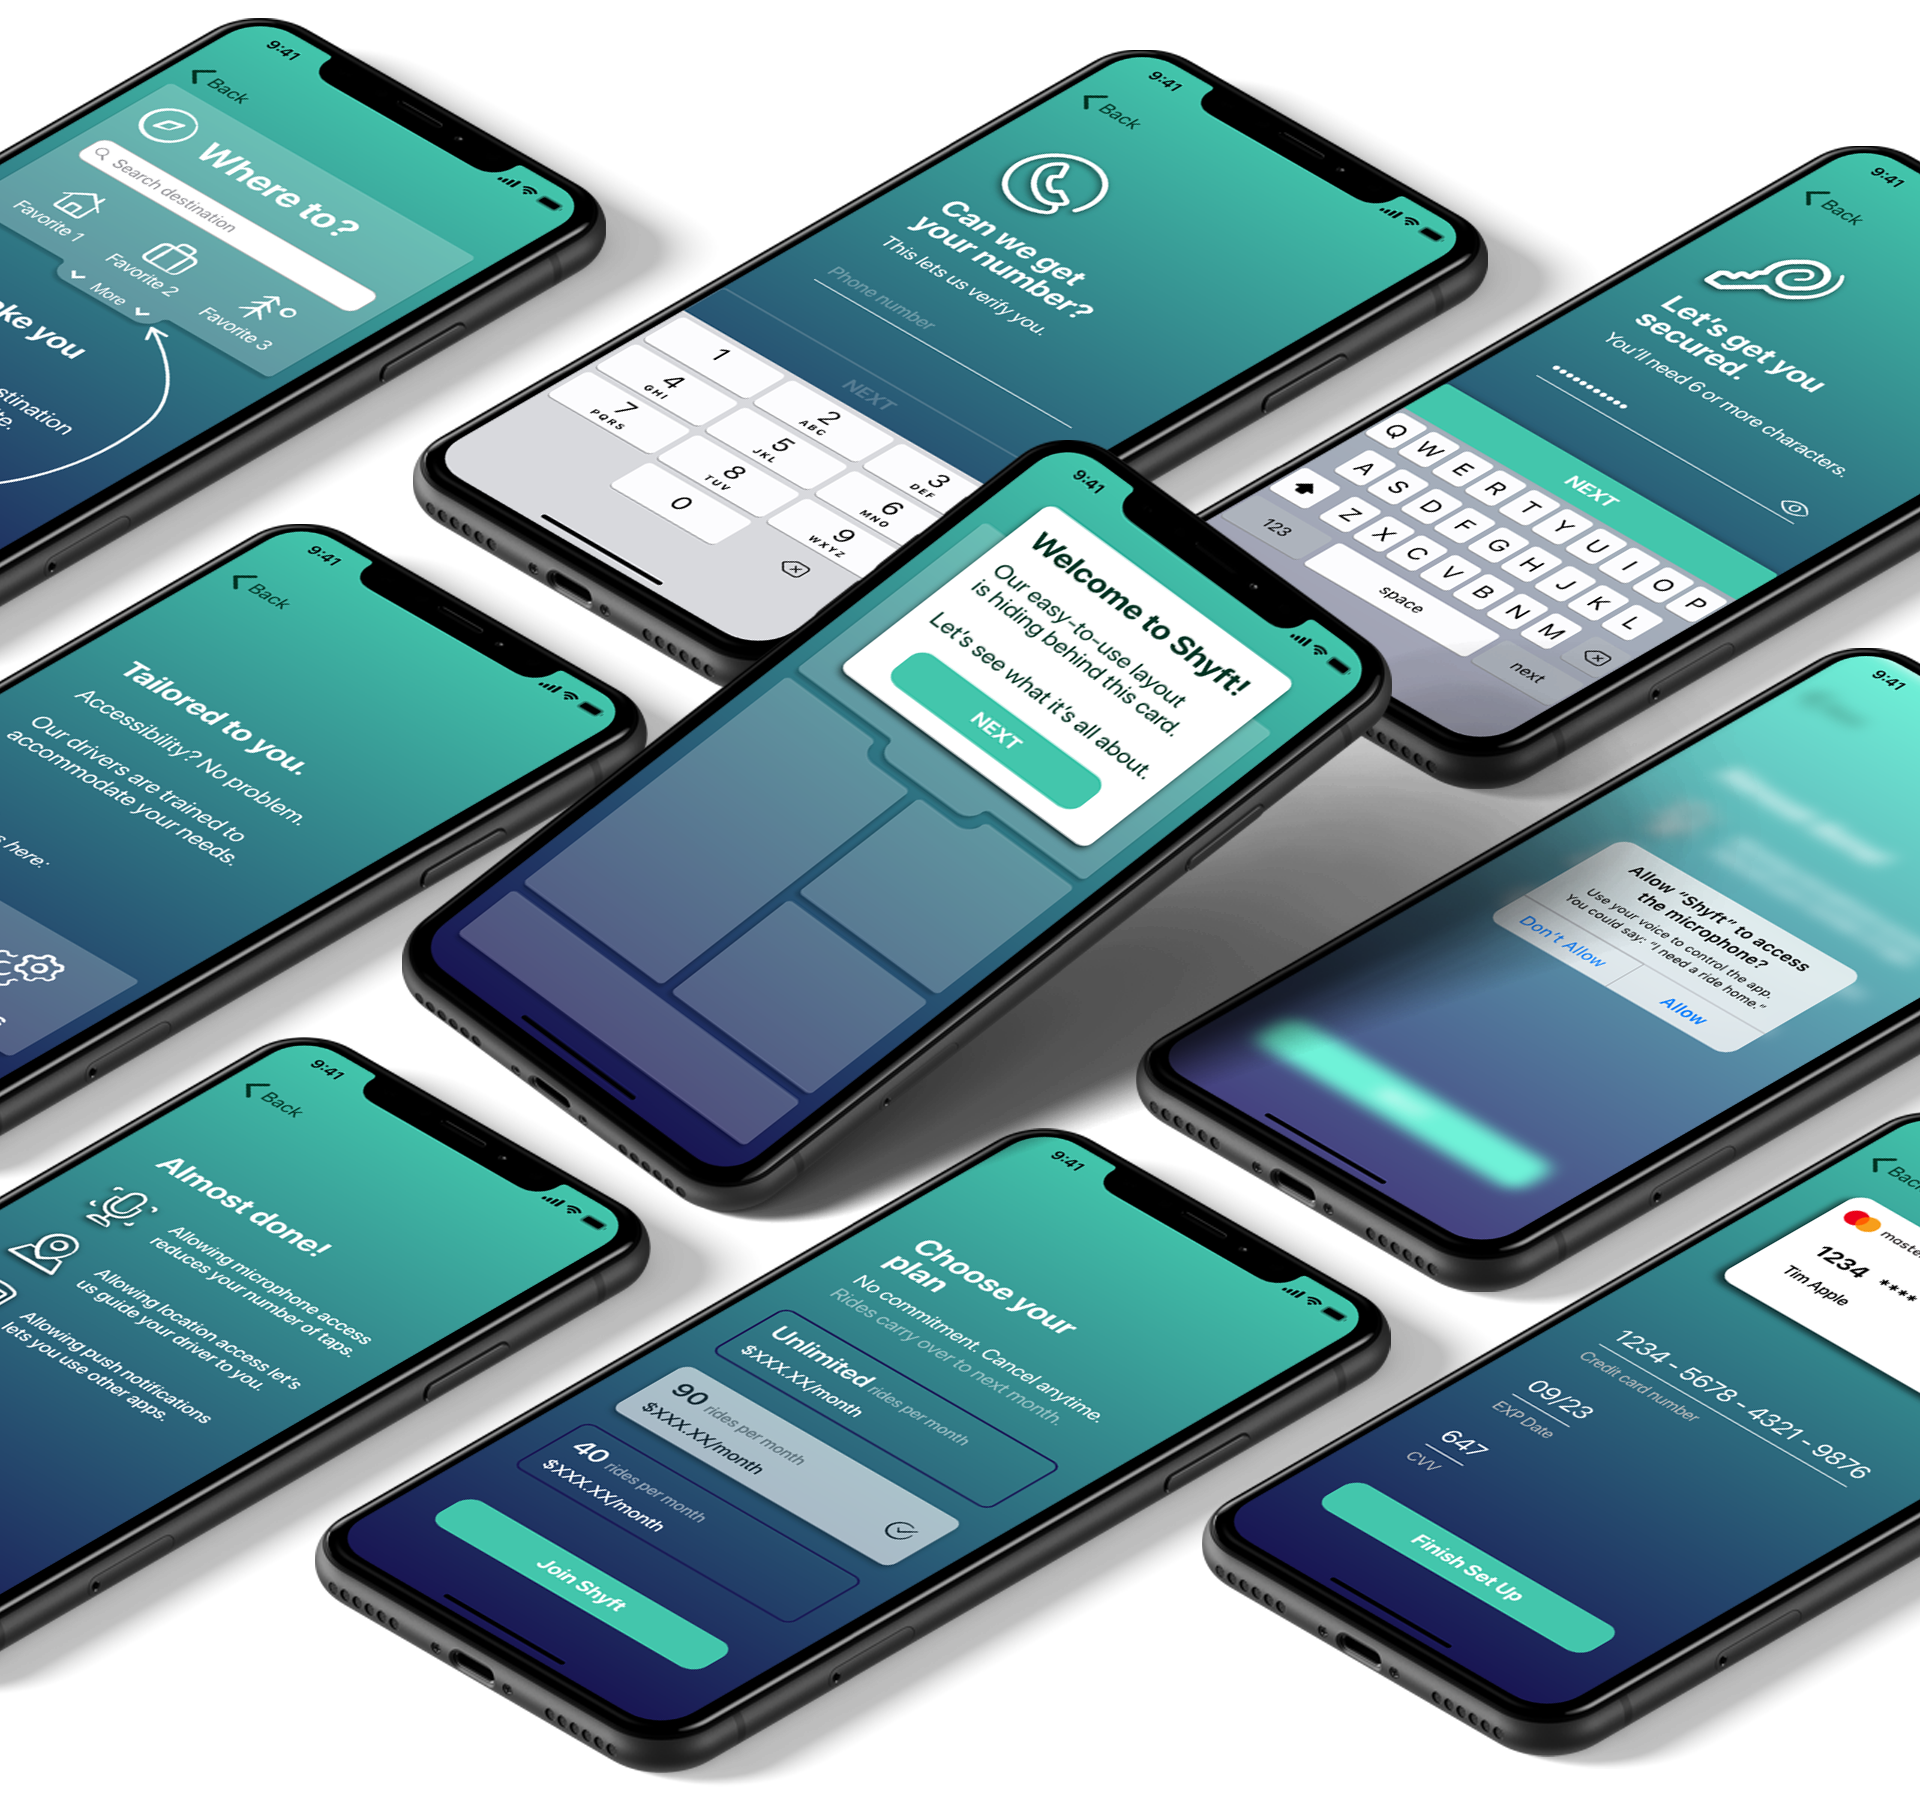 9:41
Back
Where to?
Search destination
Favorite 1
Favorite 2
Favorite 3
More
you
9:41
Back
Can we get
your number?
This lets us verify you.
Phone number
NEXT
1
2
ABC
3
DEF
4
GHI
5
JKL
6
MNO
7
PQRS
8
TUV
9
WXYZ
0
9:41
Back
Let's get you
secured.
You'll need 6 or more characters.
••••••••••
NEXT
Q W E R T Y U I O P
A S D F G H J K L
Z X C V B N M
123
space
next
9:41
Back
Tailored to you.
Accessibility? No problem.
Our drivers are trained to
accommodate your needs.
here:
9:41
Welcome to Shyft!
Our easy-to-use layout
is hiding behind this card.
Let's see what it's all about.
NEXT
9:41
Allow "Shyft" to access
the microphone?
Use your voice to control the app.
You could say: "I need a ride home."
Don't Allow
Allow
9:41
Back
Almost done!
Allowing microphone access
reduces your number of taps.
Allowing location access let's
us guide your driver to you.
Allowing push notifications
lets you use other apps.
9:41
Choose your
plan
No commitment. Cancel anytime.
Rides carry over to next month.
Unlimited rides per month
$XXX.XX/month
90 rides per month
$XXX.XX/month
40 rides per month
$XXX.XX/month
Join Shyft
Back
1234 ****
Tim Apple
1234 - 5678 - 4321 - 9876
Credit card number
09/23
EXP Date
647
CVV
Finish Set Up